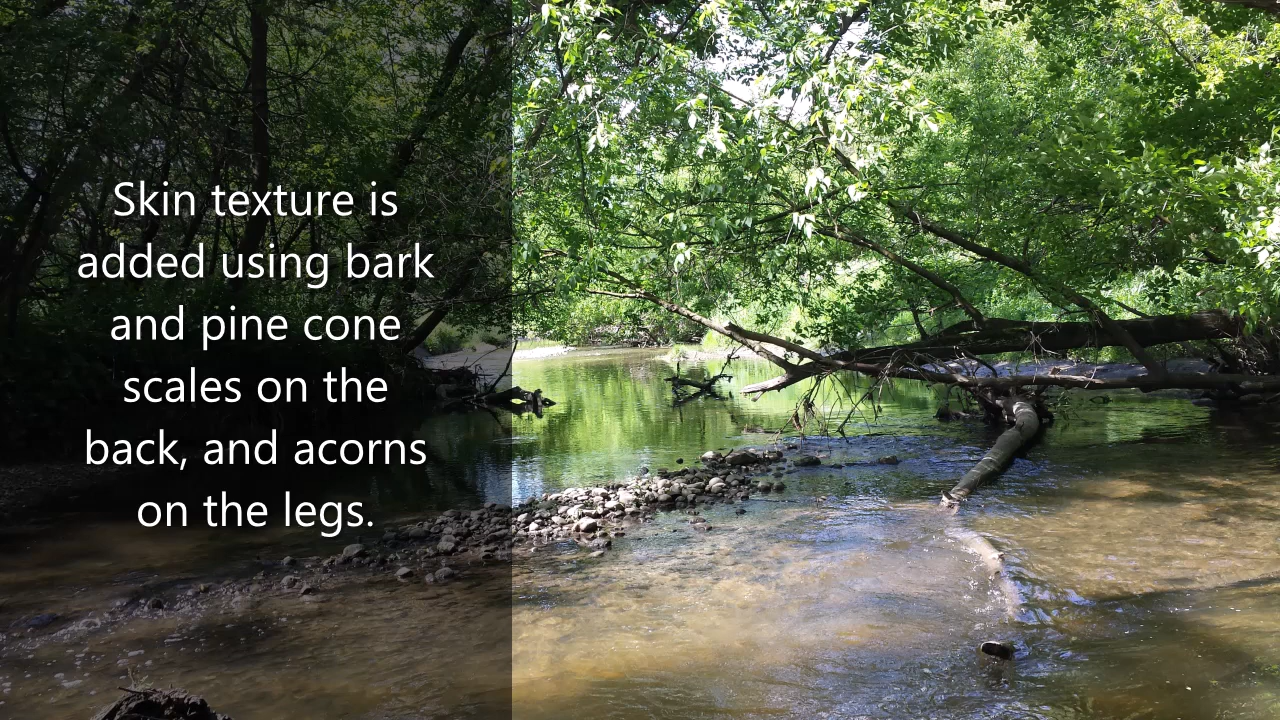 Skin texture is
added using bark
and pine cone
scales on the
back, and acorns
on the legs.